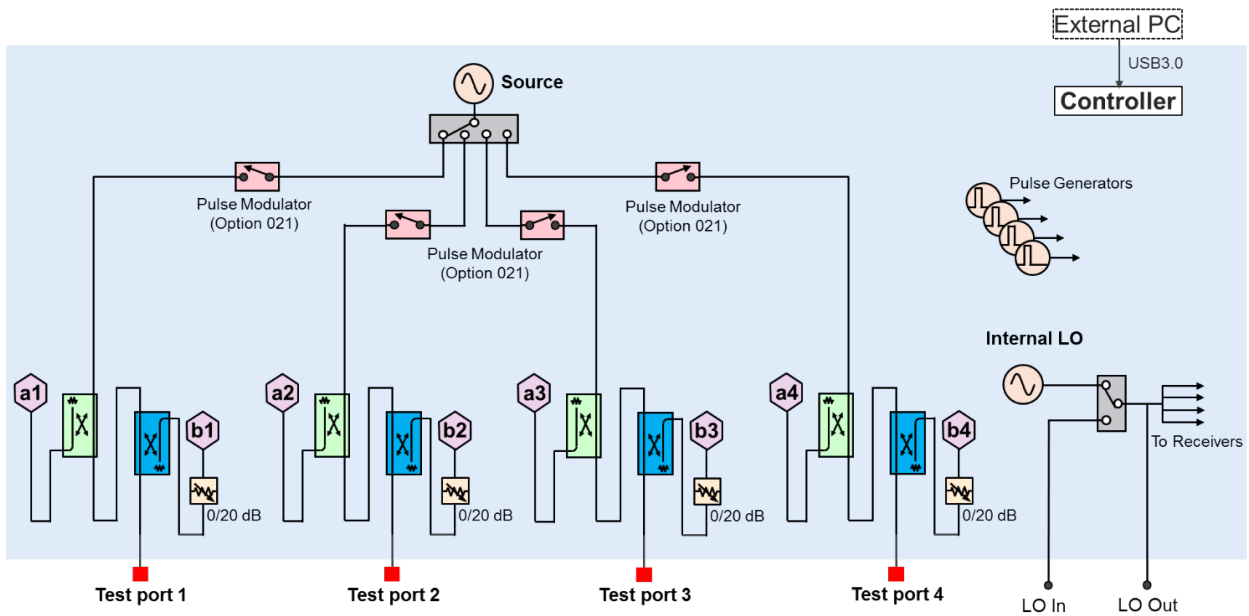 External PC
USB3.0
Controller
Source
Pulse Modulator
(Option 021)
Pulse Modulator
(Option 021)
Pulse Modulator
(Option 021)
Pulse Generators
Internal LO
To Receivers
a1
b1
a2
b2
a3
b3
a4
b4
0/20 dB
0/20 dB
0/20 dB
0/20 dB
Test port 1
Test port 2
Test port 3
Test port 4
LO In
LO Out